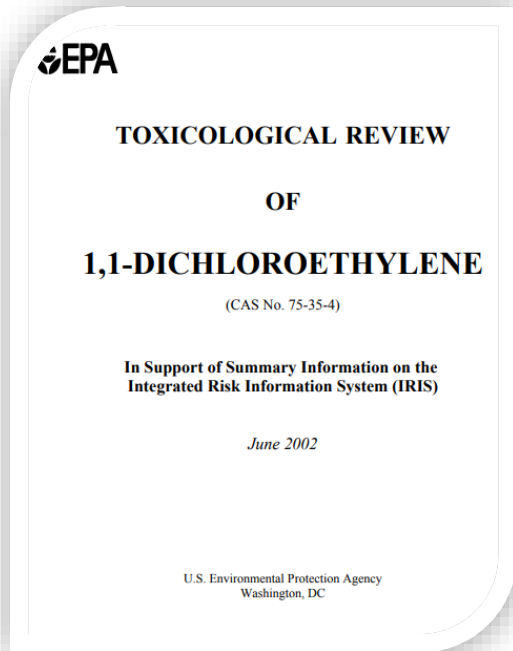 EPA
TOXICOLOGICAL REVIEW
OF
1,1-DICHLOROETHYLENE
(CAS No. 75-35-4)
In Support of Summary Information on the
Integrated Risk Information System (IRIS)
June 2002
U.S. Environmental Protection Agency
Washington, DC